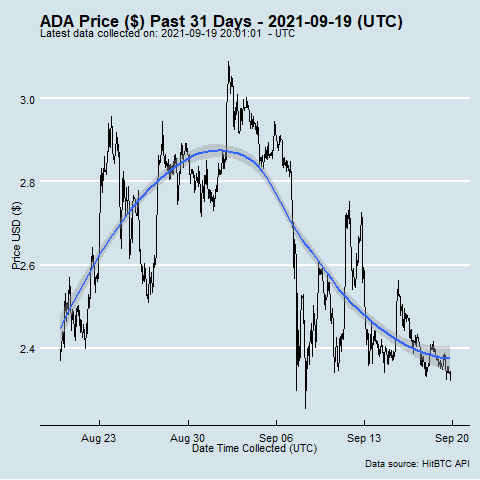 ADA Price ($) Past 31 Days - 2021-09-19 (UTC)
Latest data collected on: 2021-09-19 20:01:01 - UTC
3.0
2.8
2.6
2.4
Price USD ($)
Aug 23
Aug 30
Sep 06
Sep 13
Sep 20
Date Time Collected (UTC)
Data source: HitBTC API